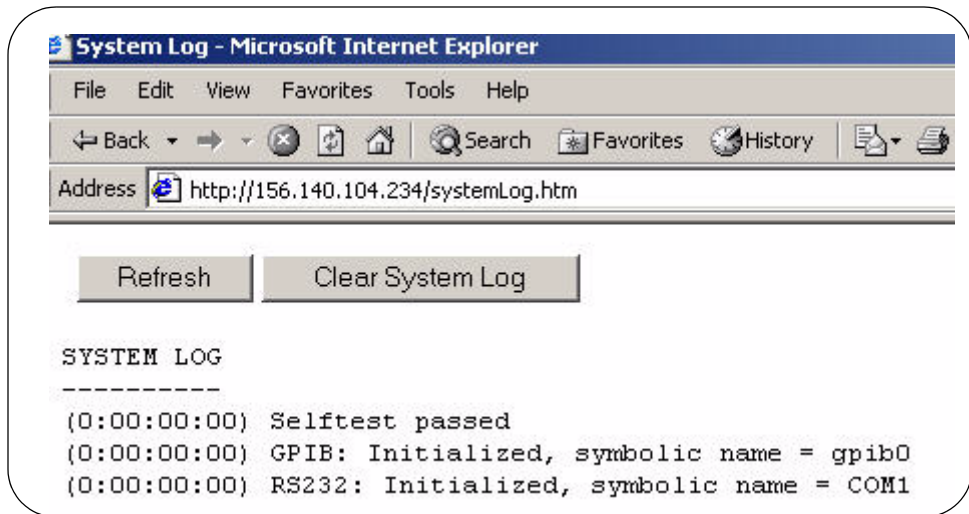 System Log - Microsoft Internet Explorer
File Edit View Favorites Tools Help
Back Search Favorites History
Address http://156.140.104.234/systemLog.htm
Refresh Clear System Log
SYSTEM LOG
----------
(0:00:00:00) Selftest passed
(0:00:00:00) GPIB: Initialized, symbolic name = gpib0
(0:00:00:00) RS232: Initialized, symbolic name = COM1